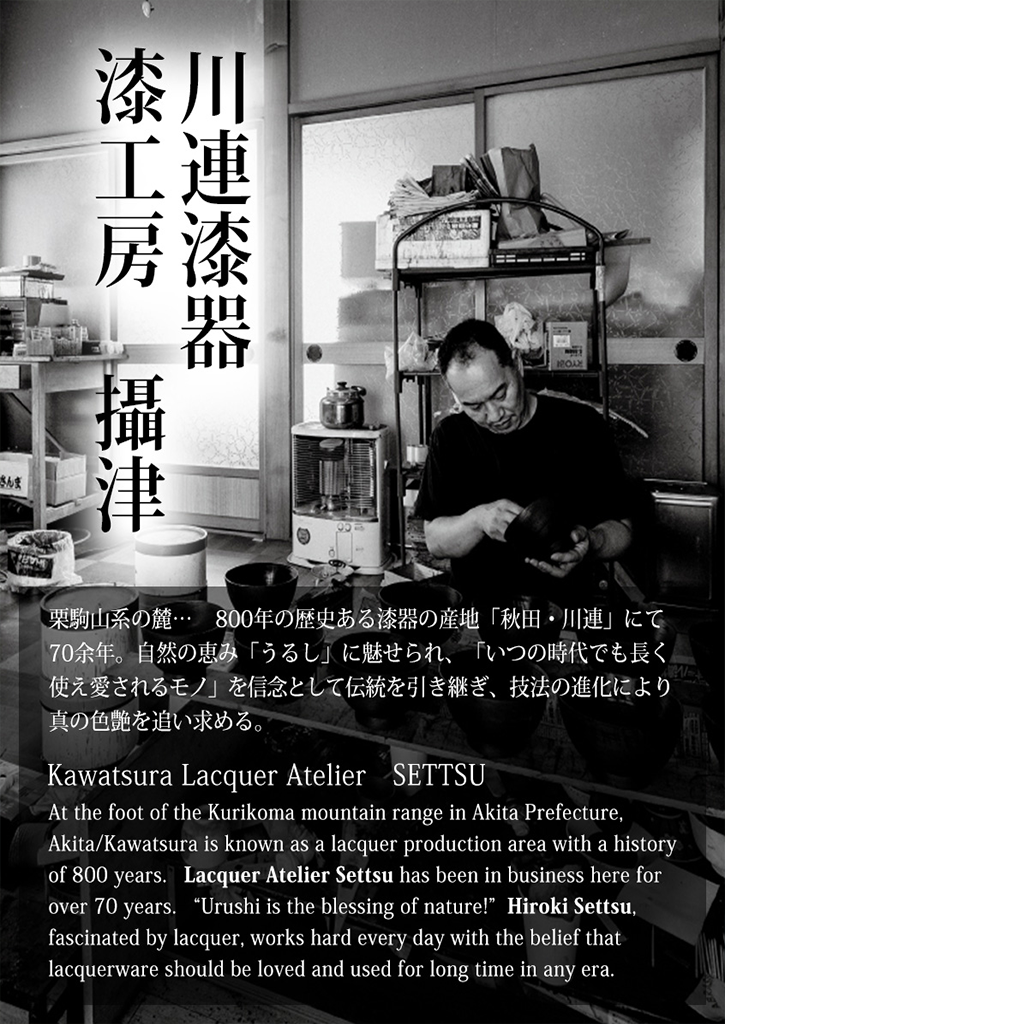 川連漆器
漆工房 攝津
栗駒山系の麓… 800年の歴史ある漆器の産地「秋田・川連」にて
70余年。自然の恵み「うるし」に魅せられ、「いつの時代でも長く
使え愛されるモノ」を信念として伝統を引き継ぎ、技法の進化により
真の色艶を追い求める。
Kawatsura Lacquer Atelier SETTSU
At the foot of the Kurikoma mountain range in Akita Prefecture,
Akita/Kawatsura is known as a lacquer production area with a history
of 800 years. Lacquer Atelier Settsu has been in business here for
over 70 years. “Urushi is the blessing of nature!” Hiroki Settsu,
fascinated by lacquer, works hard every day with the belief that
lacquerware should be loved and used for long time in any era.